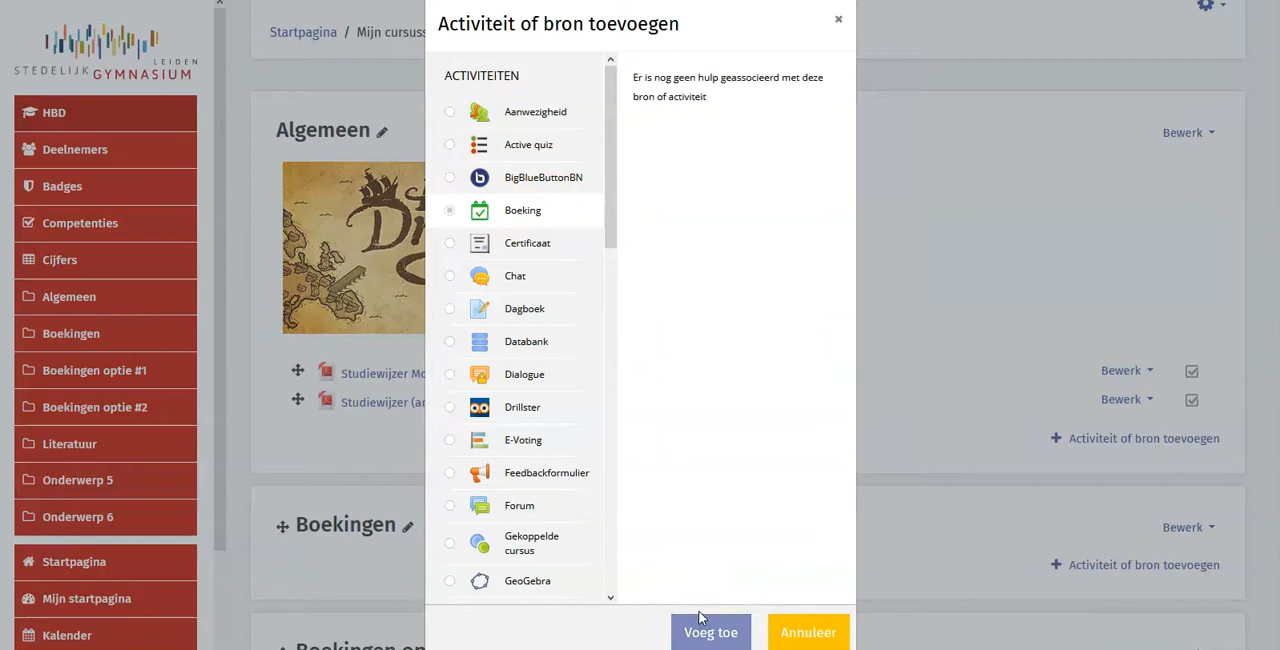 LEIDEN
STEDELIJK
GYMNASIUM
HBD
Deelnemers
Badges
Competenties
Cijfers
Algemeen
Boekingen
Boekingen optie #1
Boekingen optie #2
Literatuur
Onderwerp 5
Onderwerp 6
Startpagina
Mijn startpagina
Kalender
Startpagina / Mijn cursuss
Algemeen
Bewerk
Studiewijzer Mo
Bewerk
Studiewijzer (ar
Bewerk
+ Activiteit of bron toevoegen
Boekingen
Bewerk
+ Activiteit of bron toevoegen
Activiteit of bron toevoegen
×
ACTIVITEITEN
Aanwezigheid
Active quiz
BigBlueButtonBN
Boeking
Certificaat
Chat
Dagboek
Databank
Dialogue
Drillster
E-Voting
Feedbackformulier
Forum
Gekoppelde
cursus
GeoGebra
Er is nog geen hulp geassocieerd met deze
bron of activiteit
Voeg toe
Annuleer